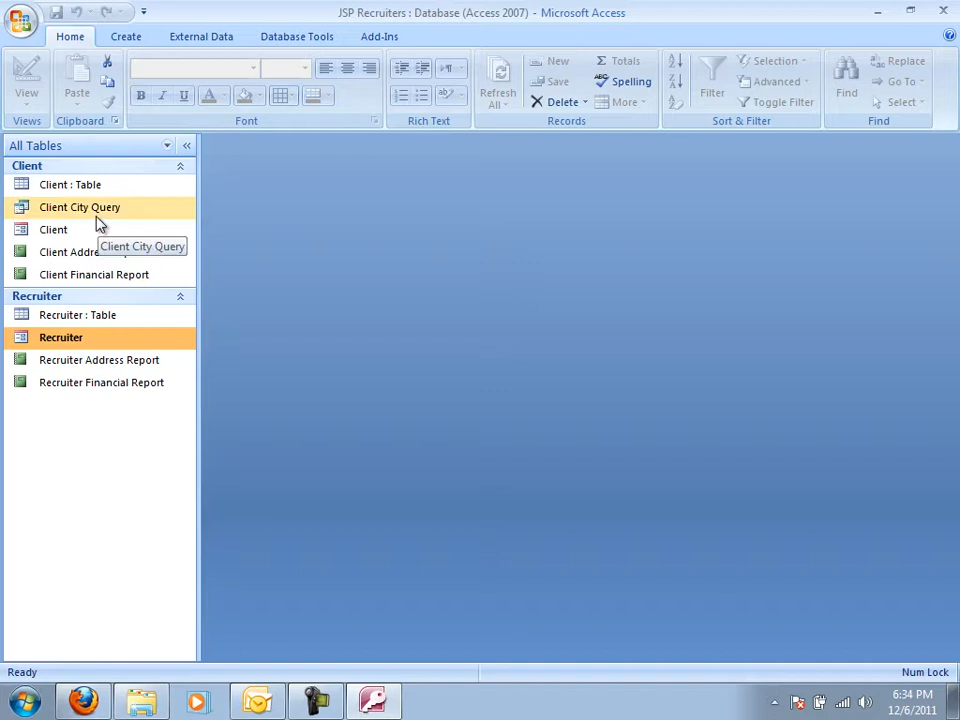 JSP Recruiters : Database (Access 2007) - Microsoft Access
Home Create External Data Database Tools Add-Ins
View
Views
Paste
Clipboard
B I U A
Font
Rich Text
Refresh All
New
Save
Delete
Totals
Spelling
More
Records
Filter
Selection
Advanced
Toggle Filter
Sort & Filter
Find
Replace
Go To
Select
Find
All Tables
Client
Client : Table
Client City Query
Client
Client City Query
Client Addre
Client Financial Report
Recruiter
Recruiter : Table
Recruiter
Recruiter Address Report
Recruiter Financial Report
Ready
Num Lock
6:34 PM
12/6/2011